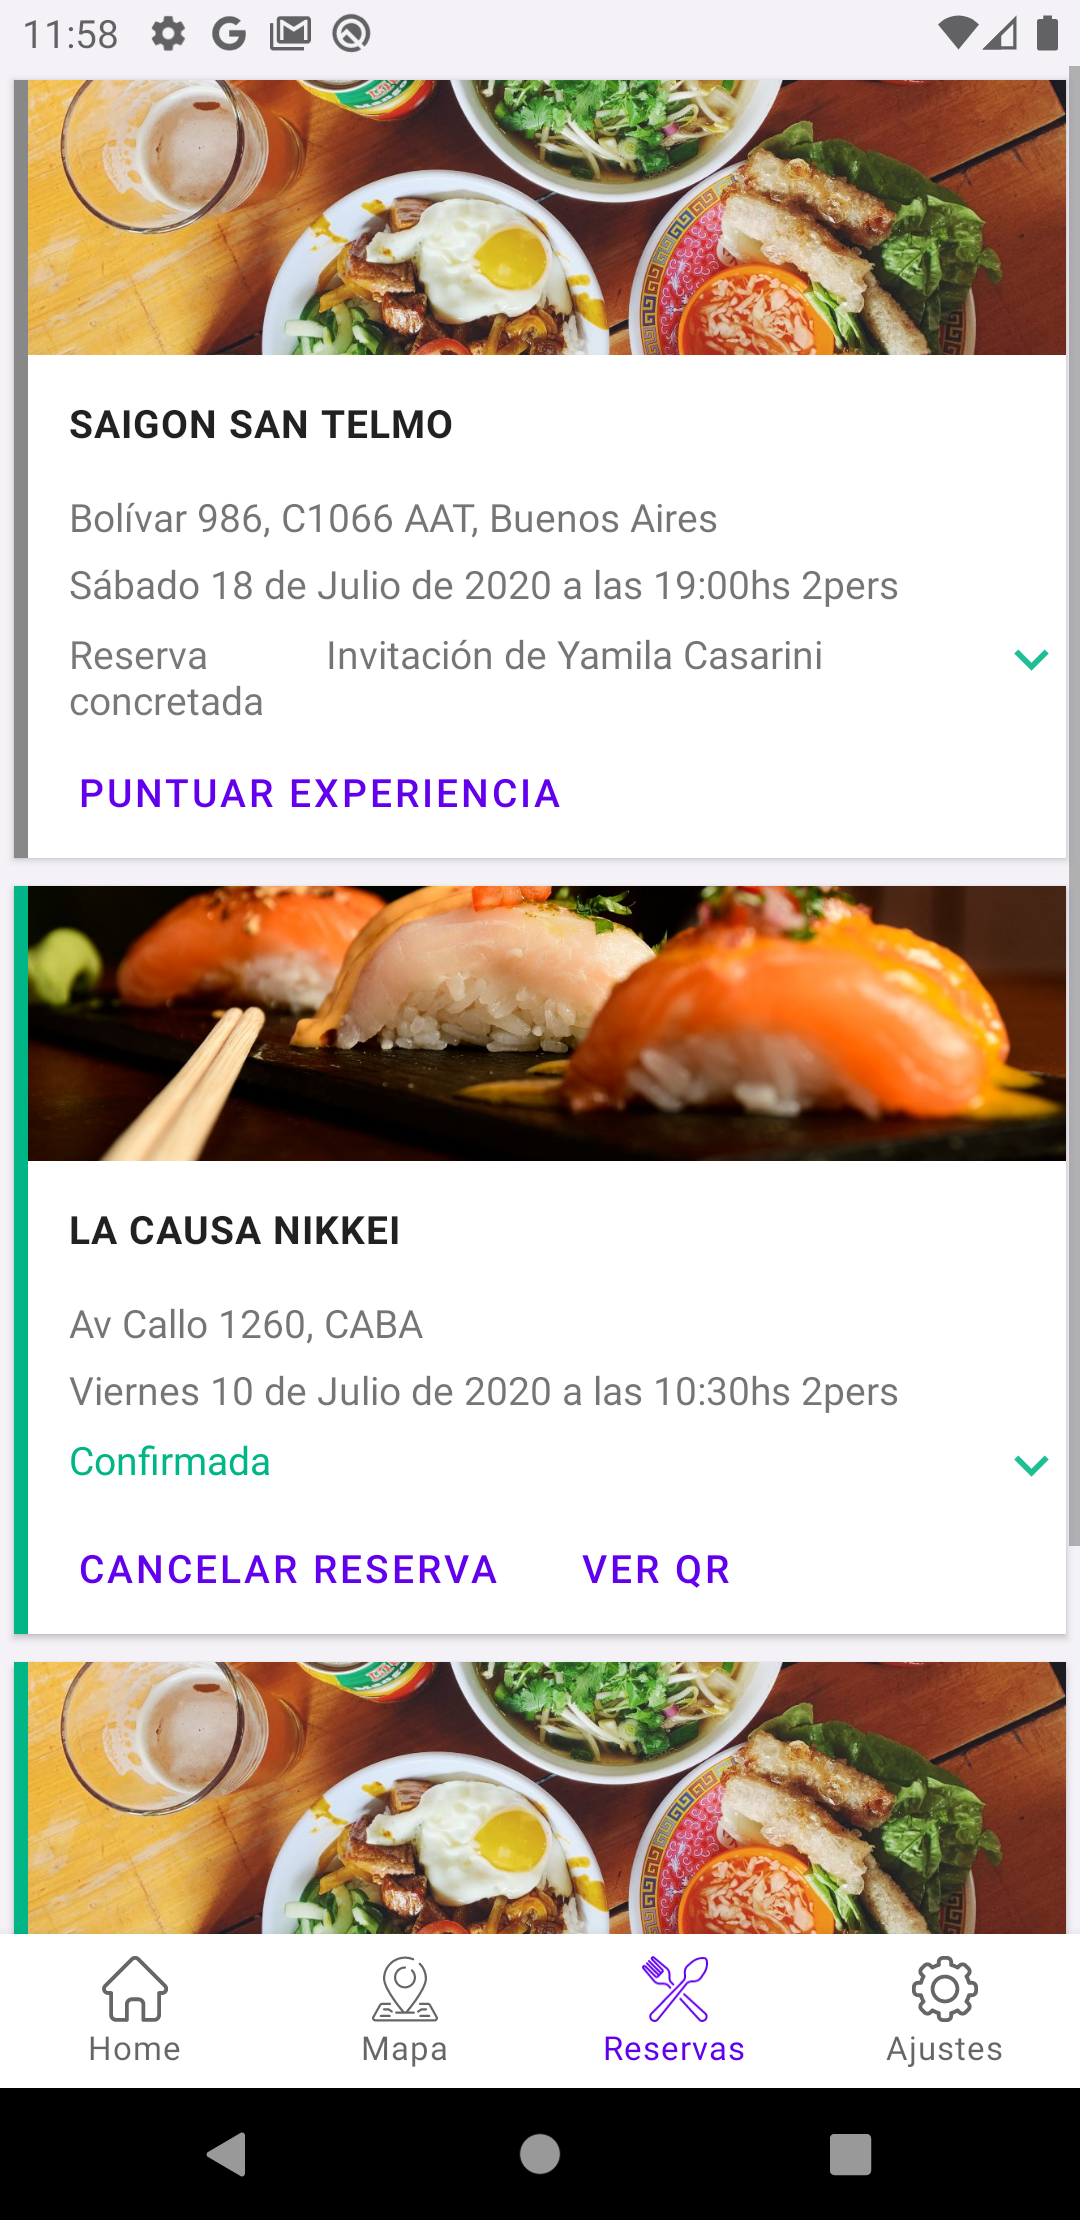 11:58
SAIGON SAN TELMO
Bolívar 986, C1066 AAT, Buenos Aires
Sábado 18 de Julio de 2020 a las 19:00hs 2pers
Reserva concretada
Invitación de Yamila Casarini
PUNTUAR EXPERIENCIA
LA CAUSA NIKKEI
Av Callo 1260, CABA
Viernes 10 de Julio de 2020 a las 10:30hs 2pers
Confirmada
CANCELAR RESERVA VER QR
Home Mapa Reservas Ajustes